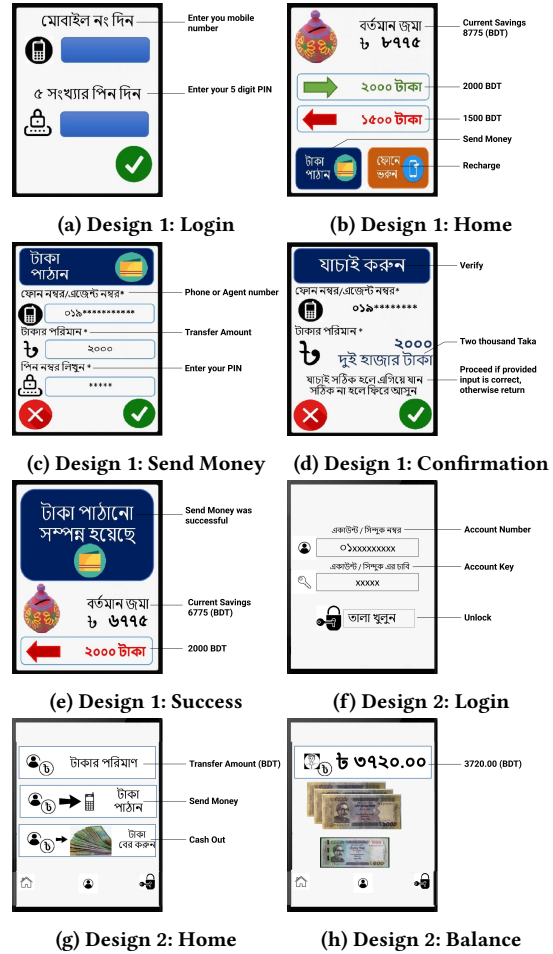 মোবাইল নং দিন
Enter you mobile
number
৫ সংখ্যার পিন দিন
Enter your 5 digit PIN
(a) Design 1: Login
বর্তমান জমা
৳ ৮৭৭৫
Current Savings
8775 (BDT)
২০০০ টাকা
2000 BDT
১৫০০ টাকা
1500 BDT
Send Money
টাকা
পাঠান
ফোনে
ভরুন
Recharge
(b) Design 1: Home
টাকা
পাঠান
ফোন নম্বর/এজেন্ট নম্বর*
Phone or Agent number
০১৯***********
টাকার পরিমান *
Transfer Amount
৳
২০০০
পিন নম্বর লিখুন *
Enter your PIN
*****
(c) Design 1: Send Money
যাচাই করুন
Verify
ফোন নম্বর/এজেন্ট নম্বর*
০১৯********
টাকার পরিমান *
৳
২০০০
দুই হাজার টাকা
Two thousand Taka
যাচাই সঠিক হলে এগিয়ে যান
সঠিক না হলে ফিরে আসুন
Proceed if provided
input is correct,
otherwise return
(d) Design 1: Confirmation
টাকা পাঠানো
সম্পন্ন হয়েছে
Send Money was
successful
বর্তমান জমা
৳ ৬৭৭৫
Current Savings
6775 (BDT)
২০০০ টাকা
2000 BDT
(e) Design 1: Success
একাউন্ট / সিন্দুক নম্বর
Account Number
০১xxxxxxxxx
একাউন্ট / সিন্দুক এর চাবি
Account Key
xxxxx
তালা খুলুন
Unlock
(f) Design 2: Login
৳
টাকার পরিমাণ
Transfer Amount (BDT)
৳
টাকা
পাঠান
Send Money
৳
টাকা
বের করুন
Cash Out
(g) Design 2: Home
৳
৳ ৩৭২০.০০
3720.00 (BDT)
(h) Design 2: Balance